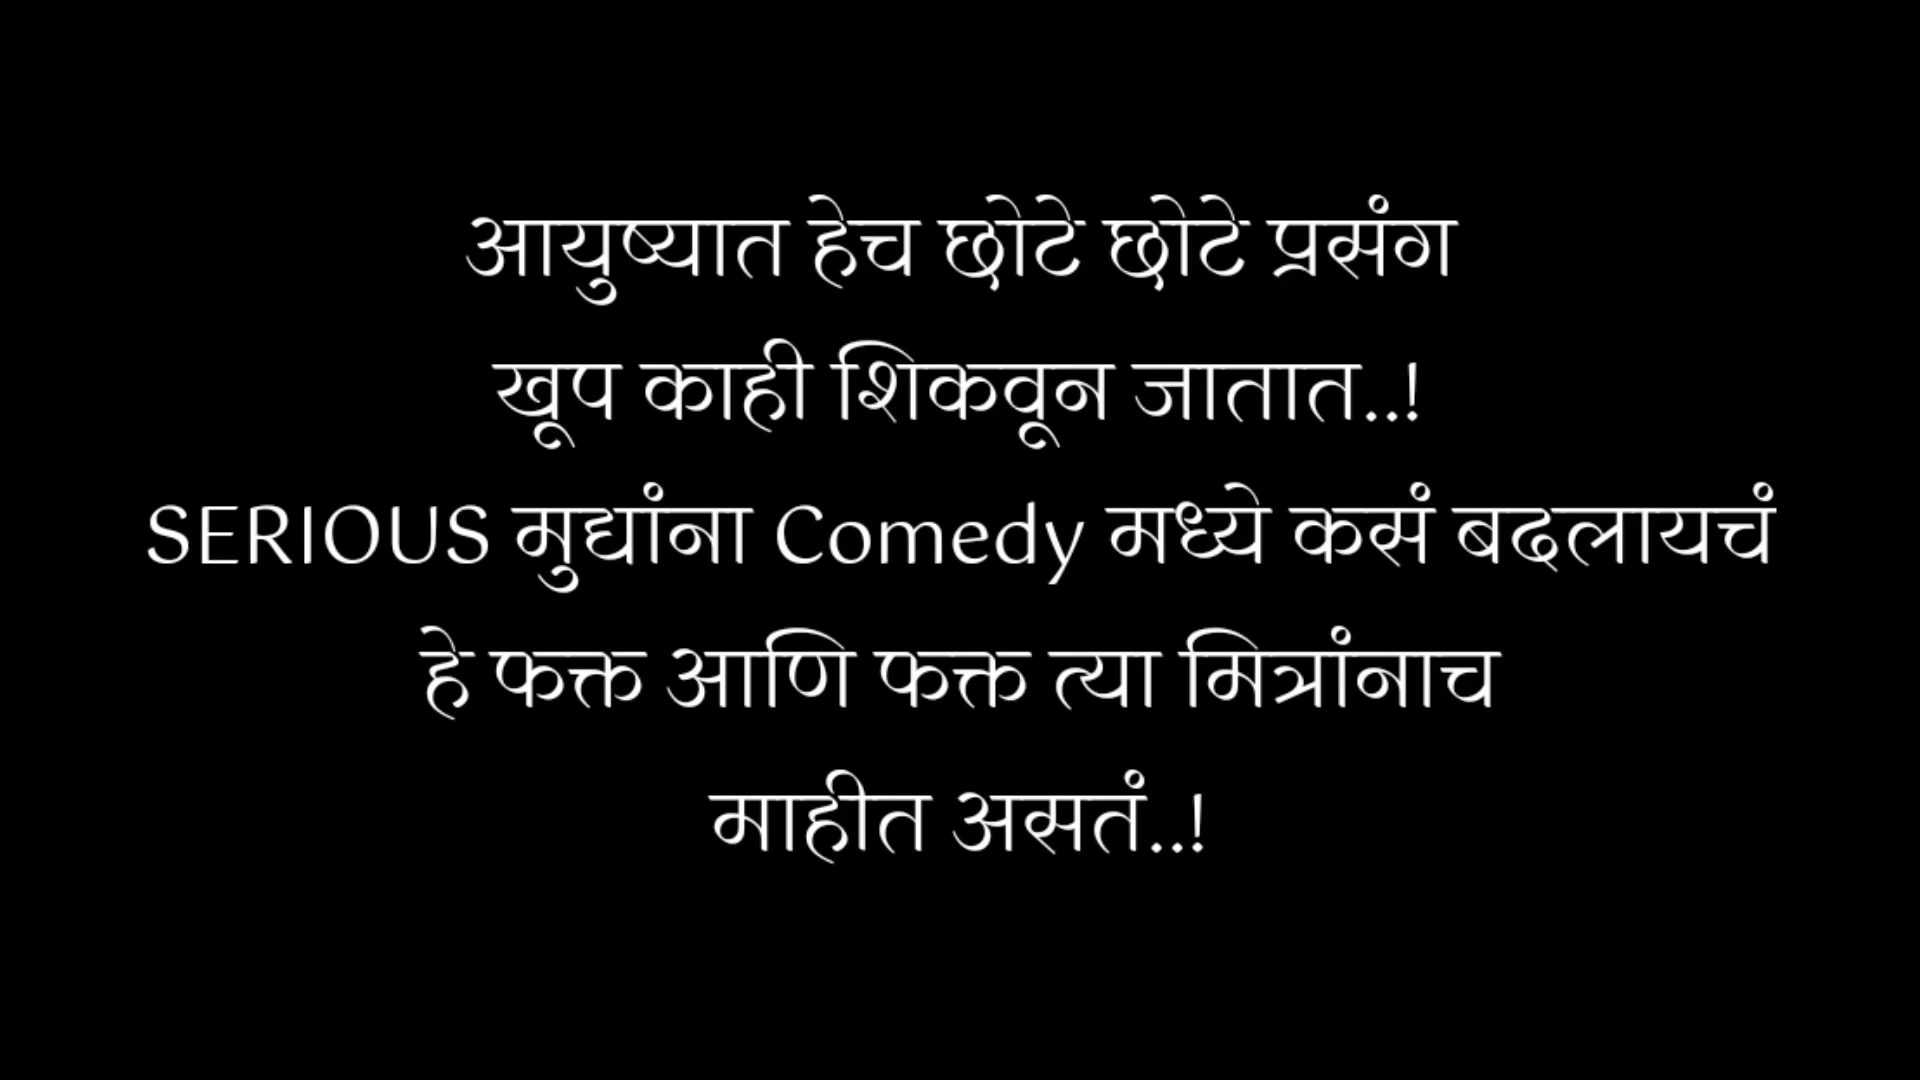 आयुष्यात हेच छोटे छोटे प्रसंग
खूप काही शिकवून जातात..!
SERIOUS मुद्यांना Comedy मध्ये कसं बदलायचं
हे फक्त आणि फक्त त्या मित्रांनाच
माहीत असतं..!